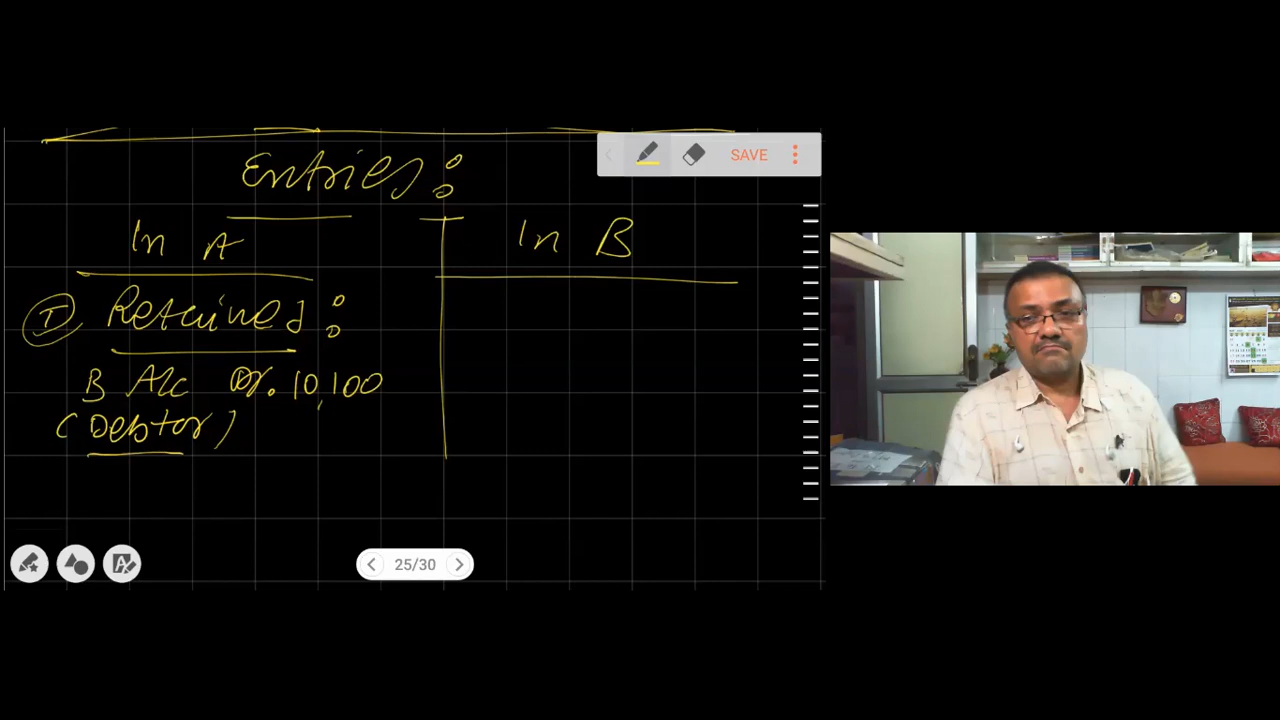 Entries:
In A
In B
① Retained:
B A/c Dr. 10,100
(Debtor)
SAVE
25/30